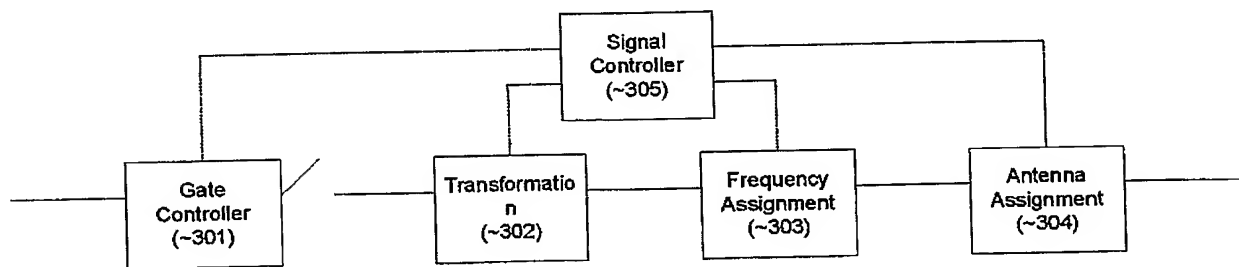 Signal
Controller
(~305)
Gate
Controller
(~301)
Transformatio
n
(~302)
Frequency
Assignment
(~303)
Antenna
Assignment
(~304)